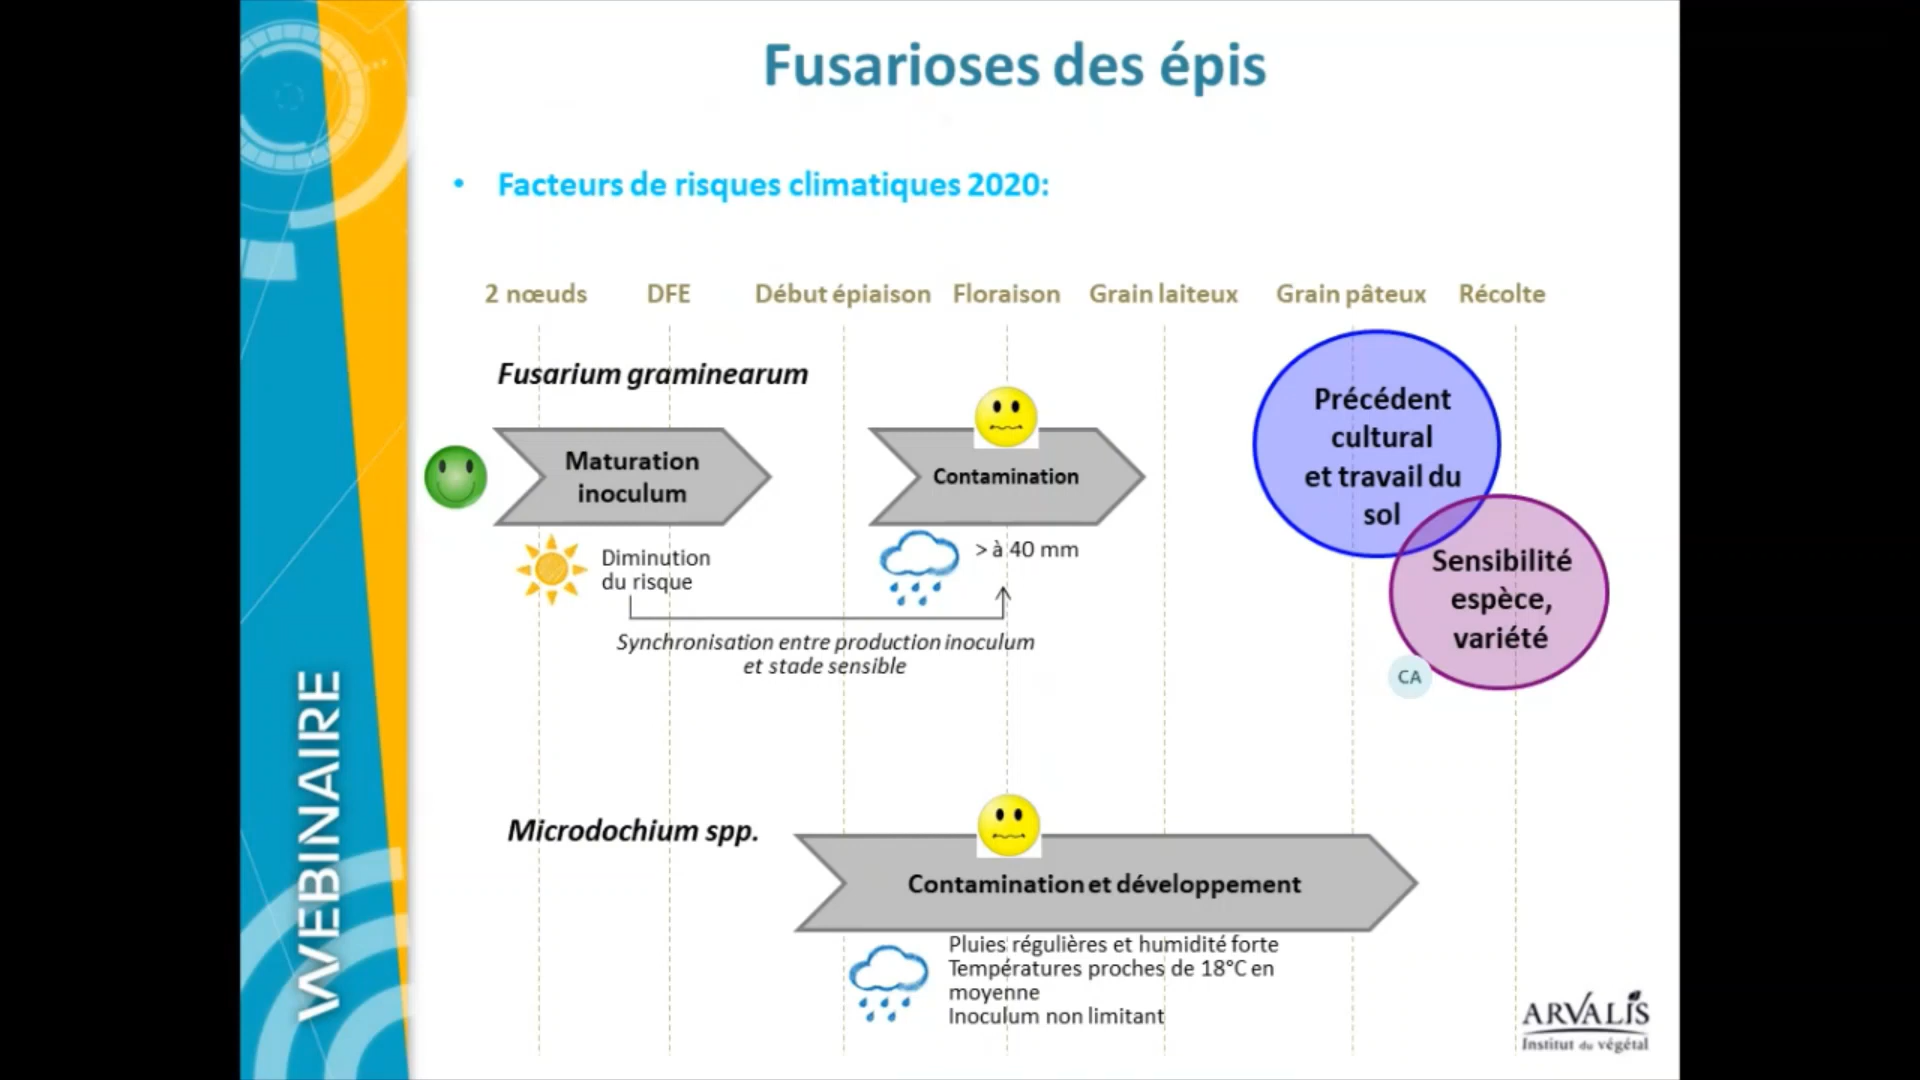 Fusarioses des épis
• Facteurs de risques climatiques 2020:
2 nœuds DFE Début épiaison Floraison Grain laiteux Grain pâteux Récolte
Fusarium graminearum
Maturation
inoculum
Contamination
Diminution
du risque
> à 40 mm
Synchronisation entre production inoculum
et stade sensible
Précédent
cultural
et travail du
sol
Sensibilité
espèce,
variété
CA
Microdochium spp.
Contamination et développement
Pluies régulières et humidité forte
Températures proches de 18°C en
moyenne
Inoculum non limitant
WEBINAIRE
ARVALIS
Institut du végétal